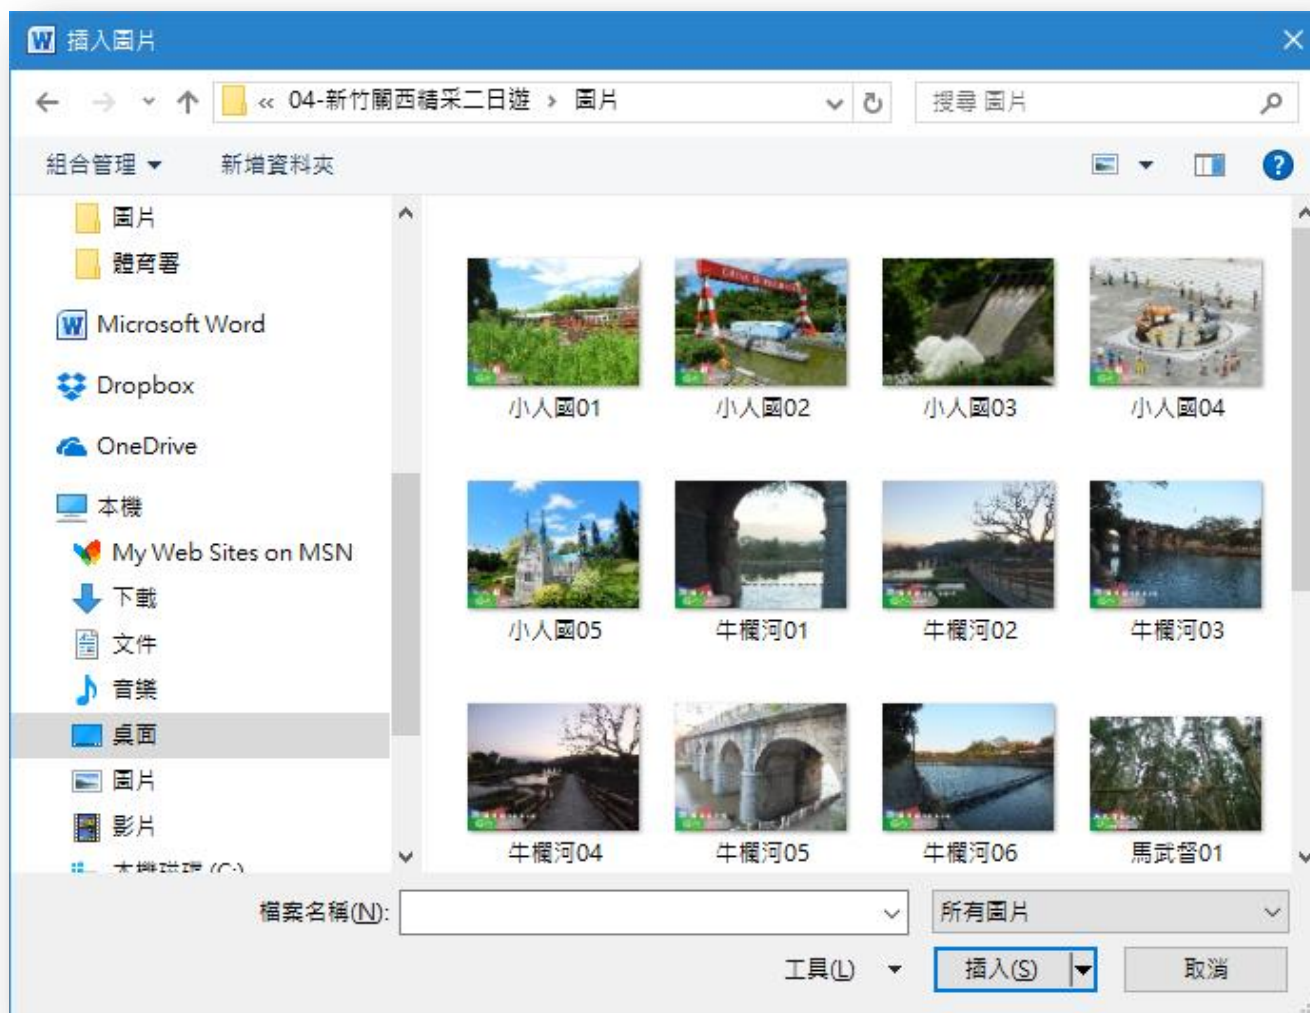 插入圖片
« 04-新竹關西精采二日遊 › 圖片
搜尋 圖片
組合管理
新增資料夾
圖片
體育署
Microsoft Word
Dropbox
OneDrive
本機
My Web Sites on MSN
下載
文件
音樂
桌面
圖片
影片
本機磁碟 (C:)
小人國01
小人國02
小人國03
小人國04
小人國05
牛欄河01
牛欄河02
牛欄河03
牛欄河04
牛欄河05
牛欄河06
馬武督01
檔案名稱(N):
所有圖片
工具(L)
插入(S)
取消